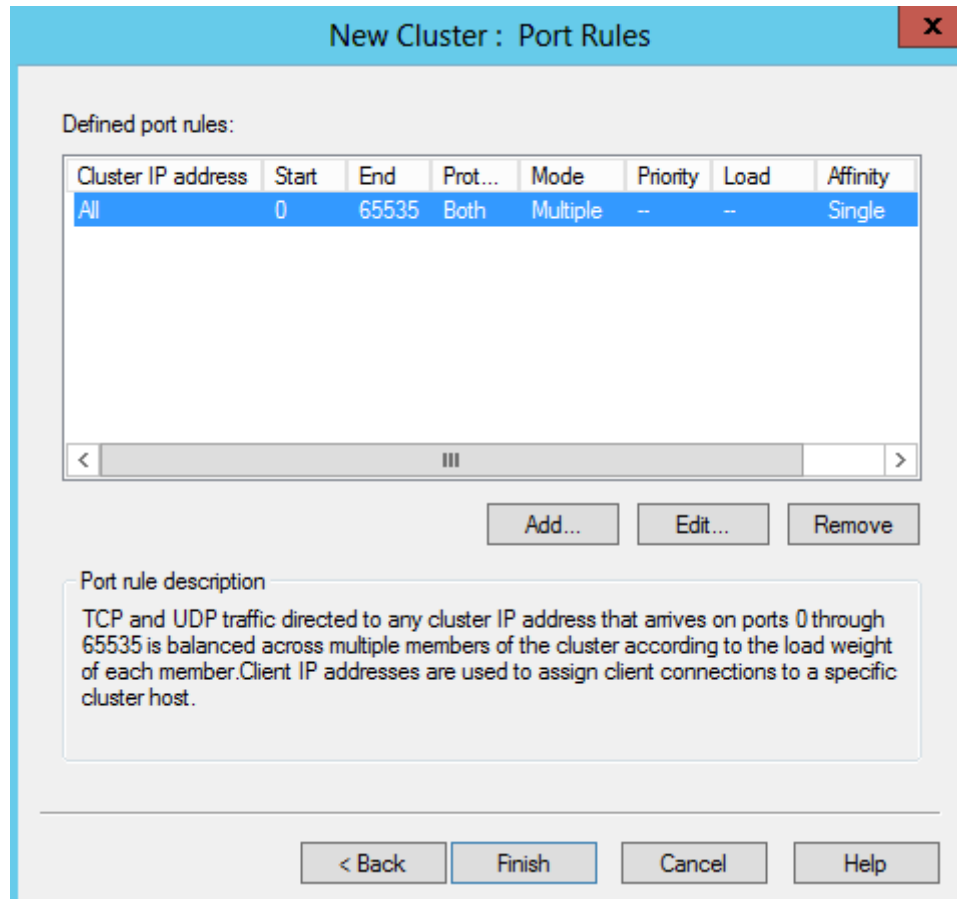 New Cluster : Port Rules
x
Defined port rules:
Cluster IP address Start End Prot... Mode Priority Load Affinity
All 0 65535 Both Multiple -- -- Single
Add... Edit... Remove
Port rule description
TCP and UDP traffic directed to any cluster IP address that arrives on ports 0 through
65535 is balanced across multiple members of the cluster according to the load weight
of each member.Client IP addresses are used to assign client connections to a specific
cluster host.
< Back Finish Cancel Help